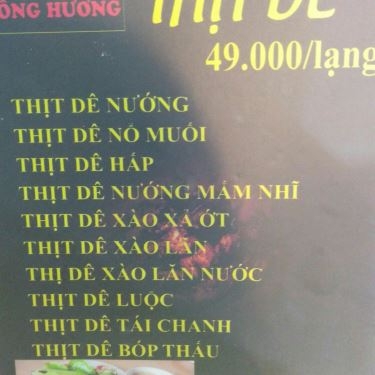 ỒNG HƯƠNG
THỊT DÊ
49.000/lạng
THỊT DÊ NƯỚNG
THỊT DÊ NỔ MUỐI
THỊT DÊ HẤP
THỊT DÊ NƯỚNG MẮM NHĨ
THỊT DÊ XÀO XẢ ỚT
THỊT DÊ XÀO LĂN
THỊ DÊ XÀO LĂN NƯỚC
THỊT DÊ LUỘC
THỊT DÊ TÁI CHANH
THỊT DÊ BÓP THẤU